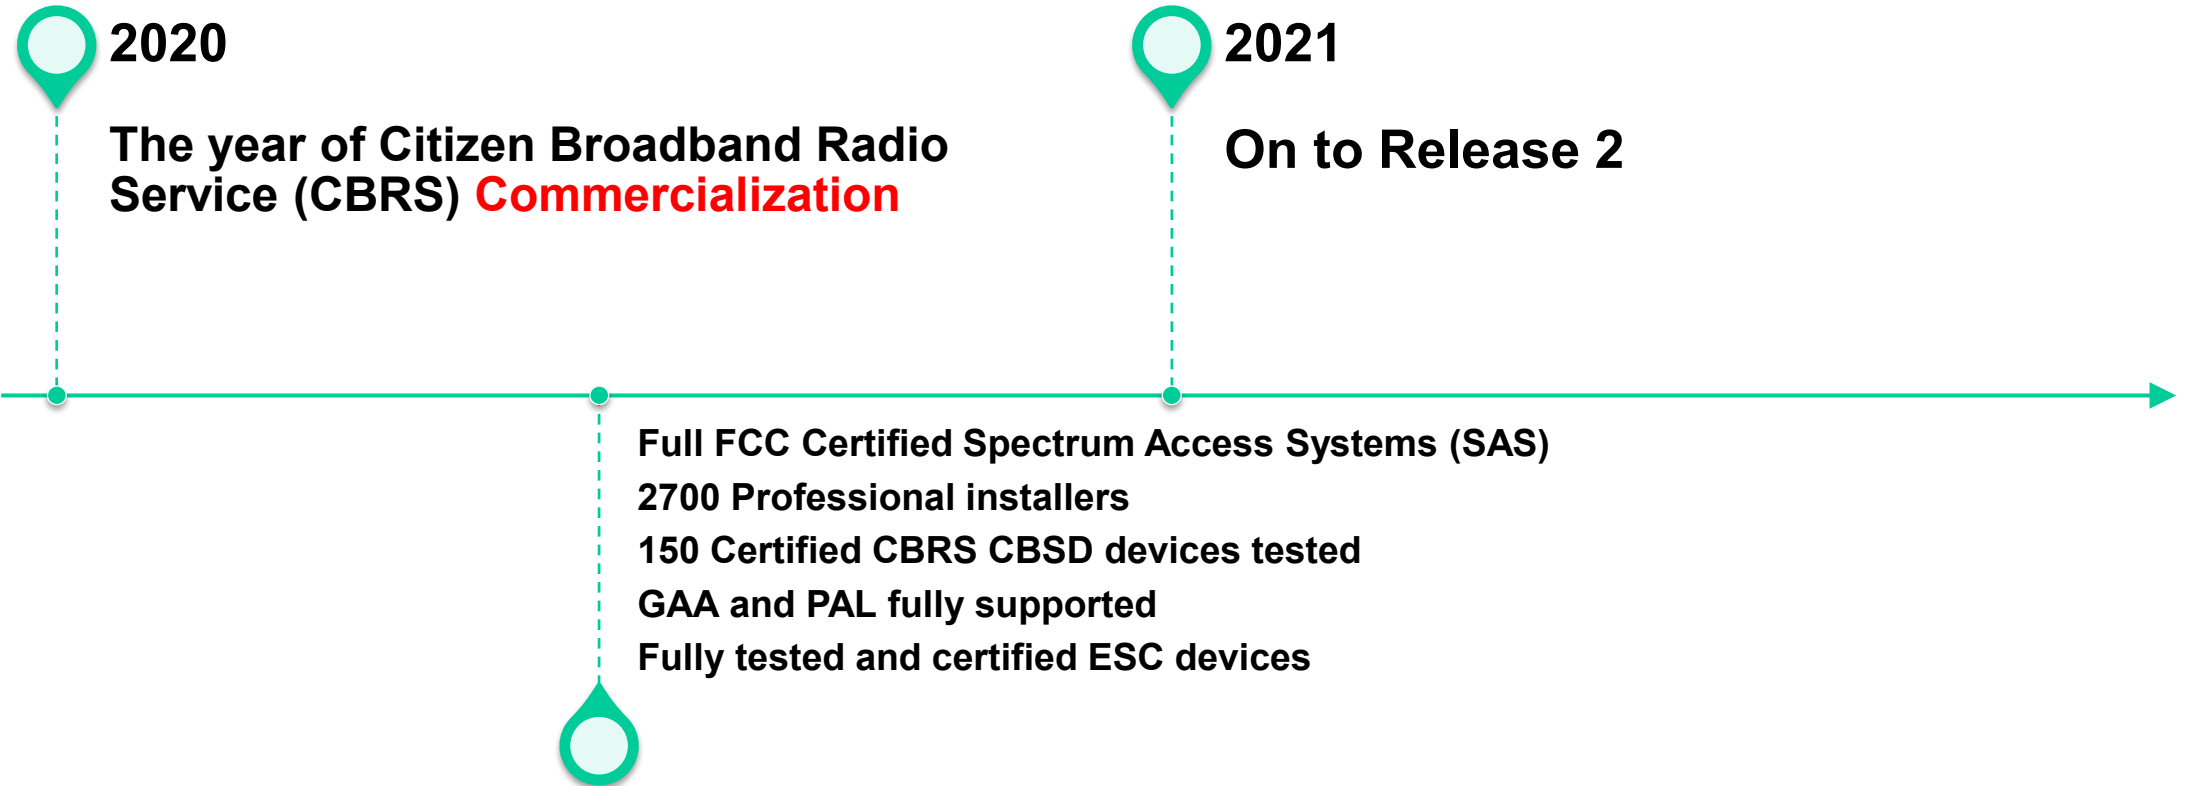 2020
The year of Citizen Broadband Radio
Service (CBRS) Commercialization
2021
On to Release 2
Full FCC Certified Spectrum Access Systems (SAS)
2700 Professional installers
150 Certified CBRS CBSD devices tested
GAA and PAL fully supported
Fully tested and certified ESC devices